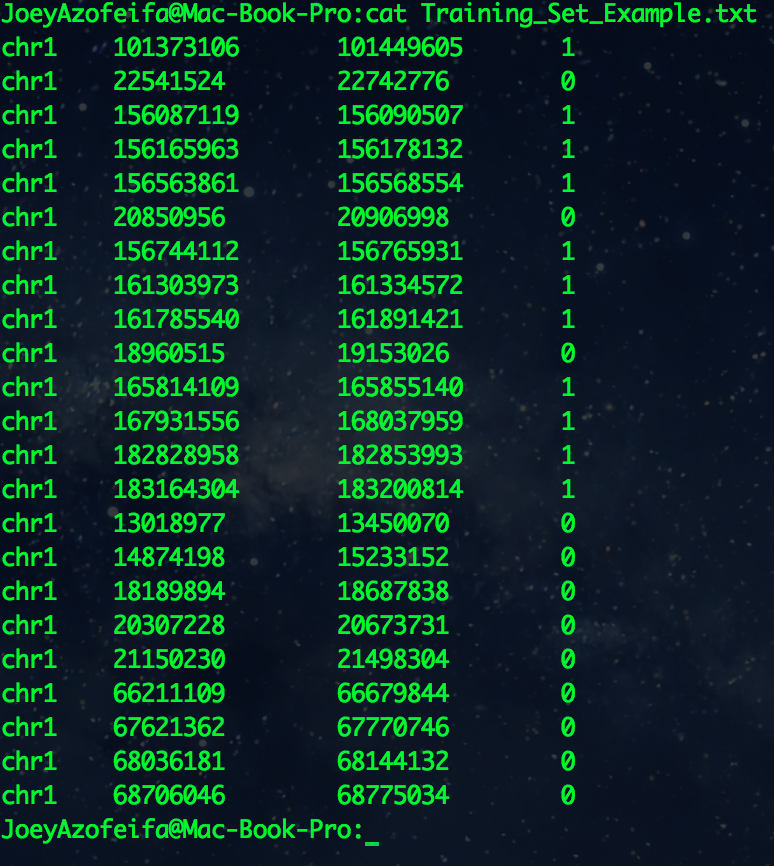 JoeyAzofeifa@Mac-Book-Pro:cat Training_Set_Example.txt
chr1 101373106 101449605 1
chr1 22541524 22742776 0
chr1 156087119 156090507 1
chr1 156165963 156178132 1
chr1 156563861 156568554 1
chr1 20850956 20906998 0
chr1 156744112 156765931 1
chr1 161303973 161334572 1
chr1 161785540 161891421 1
chr1 18960515 19153026 0
chr1 165814109 165855140 1
chr1 167931556 168037959 1
chr1 182828958 182853993 1
chr1 183164304 183200814 1
chr1 13018977 13450070 0
chr1 14874198 15233152 0
chr1 18189894 18687838 0
chr1 20307228 20673731 0
chr1 21150230 21498304 0
chr1 66211109 66679844 0
chr1 67621362 67770746 0
chr1 68036181 68144132 0
chr1 68706046 68775034 0
JoeyAzofeifa@Mac-Book-Pro:_